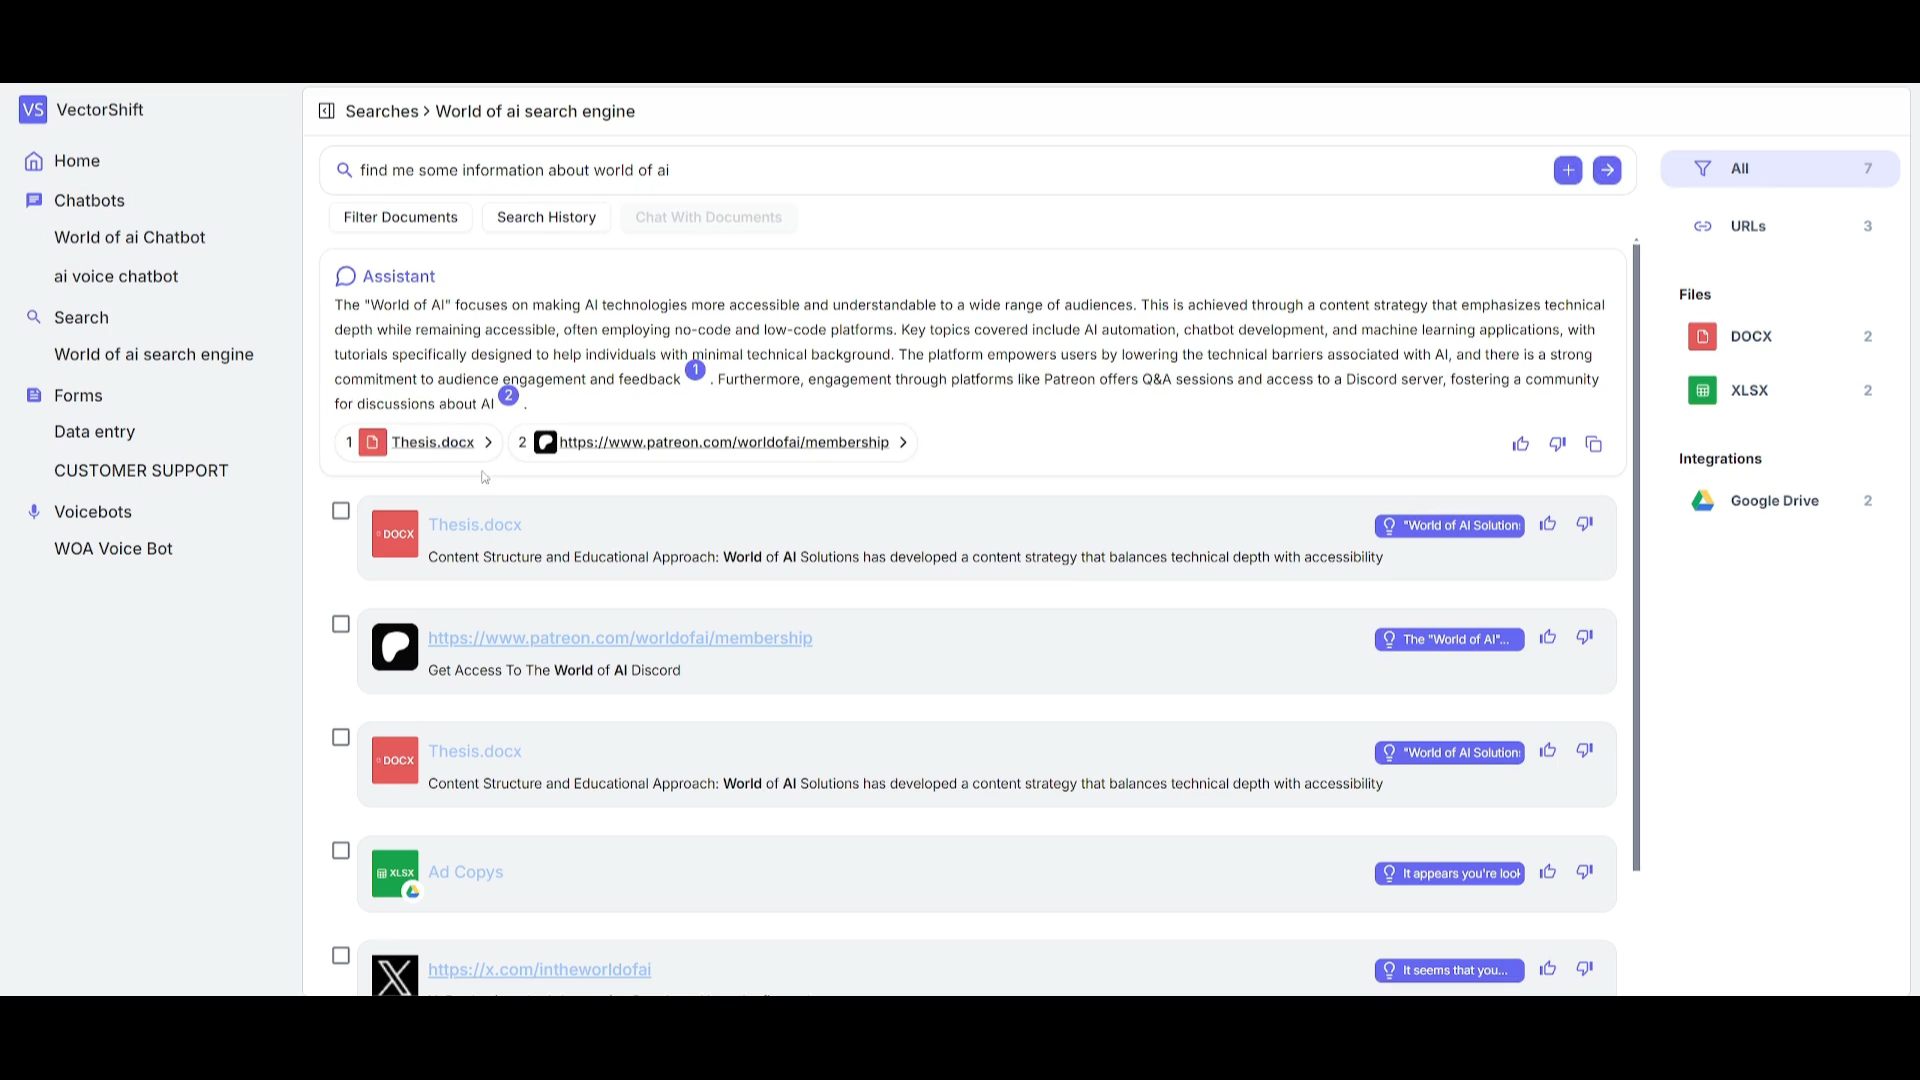 VS VectorShift
Home
Chatbots
World of ai Chatbot
ai voice chatbot
Search
World of ai search engine
Forms
Data entry
CUSTOMER SUPPORT
Voicebots
WOA Voice Bot
Searches > World of ai search engine
find me some information about world of ai
Filter Documents Search History Chat With Documents
Assistant
The "World of AI" focuses on making AI technologies more accessible and understandable to a wide range of audiences. This is achieved through a content strategy that emphasizes technical
depth while remaining accessible, often employing no-code and low-code platforms. Key topics covered include AI automation, chatbot development, and machine learning applications, with
tutorials specifically designed to help individuals with minimal technical background. The platform empowers users by lowering the technical barriers associated with AI, and there is a strong
commitment to audience engagement and feedback 1 . Furthermore, engagement through platforms like Patreon offers Q&A sessions and access to a Discord server, fostering a community
for discussions about AI 2 .
1 Thesis.docx > 2 https://www.patreon.com/worldofai/membership >
DOCX Thesis.docx "World of AI Solution
Content Structure and Educational Approach: World of AI Solutions has developed a content strategy that balances technical depth with accessibility
https://www.patreon.com/worldofai/membership The "World of AI"...
Get Access To The World of AI Discord
DOCX Thesis.docx "World of AI Solution
Content Structure and Educational Approach: World of AI Solutions has developed a content strategy that balances technical depth with accessibility
XLSX Ad Copys It appears you're
https://x.com/intheworldofai It seems that you...
All 7
URLs 3
Files
DOCX 2
XLSX 2
Integrations
Google Drive 2